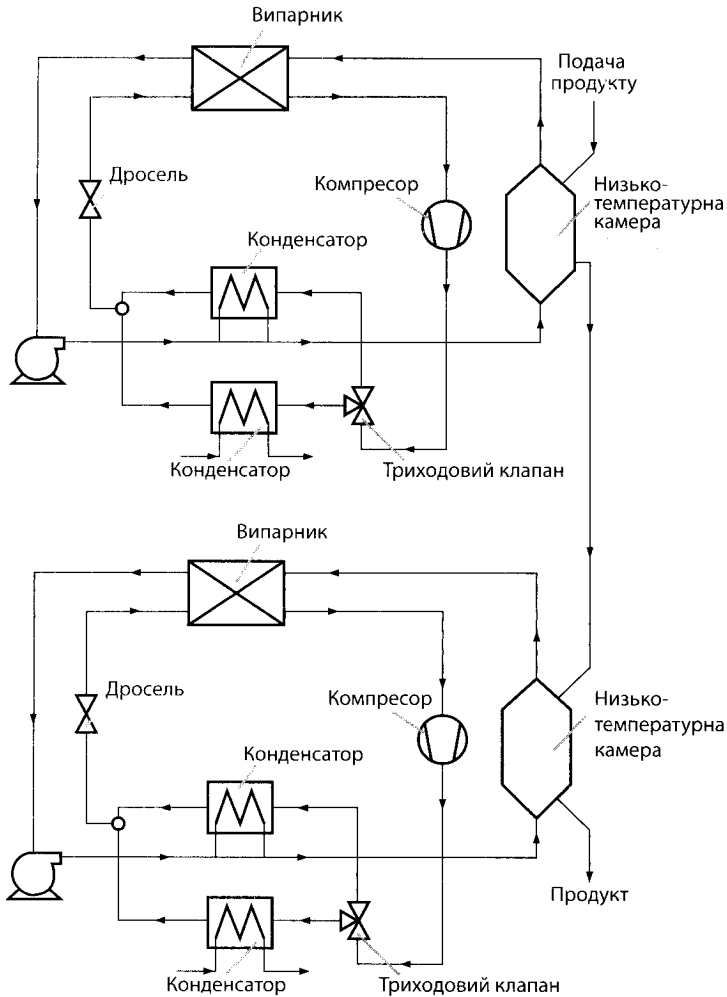 Випарник
Подача
продукту
Дросель
Компресор
Низько-
температурна
камера
Конденсатор
Конденсатор
Триходовий клапан
Випарник
Дросель
Компресор
Низько-
температурна
камера
Конденсатор
Продукт
Конденсатор
Триходовий клапан